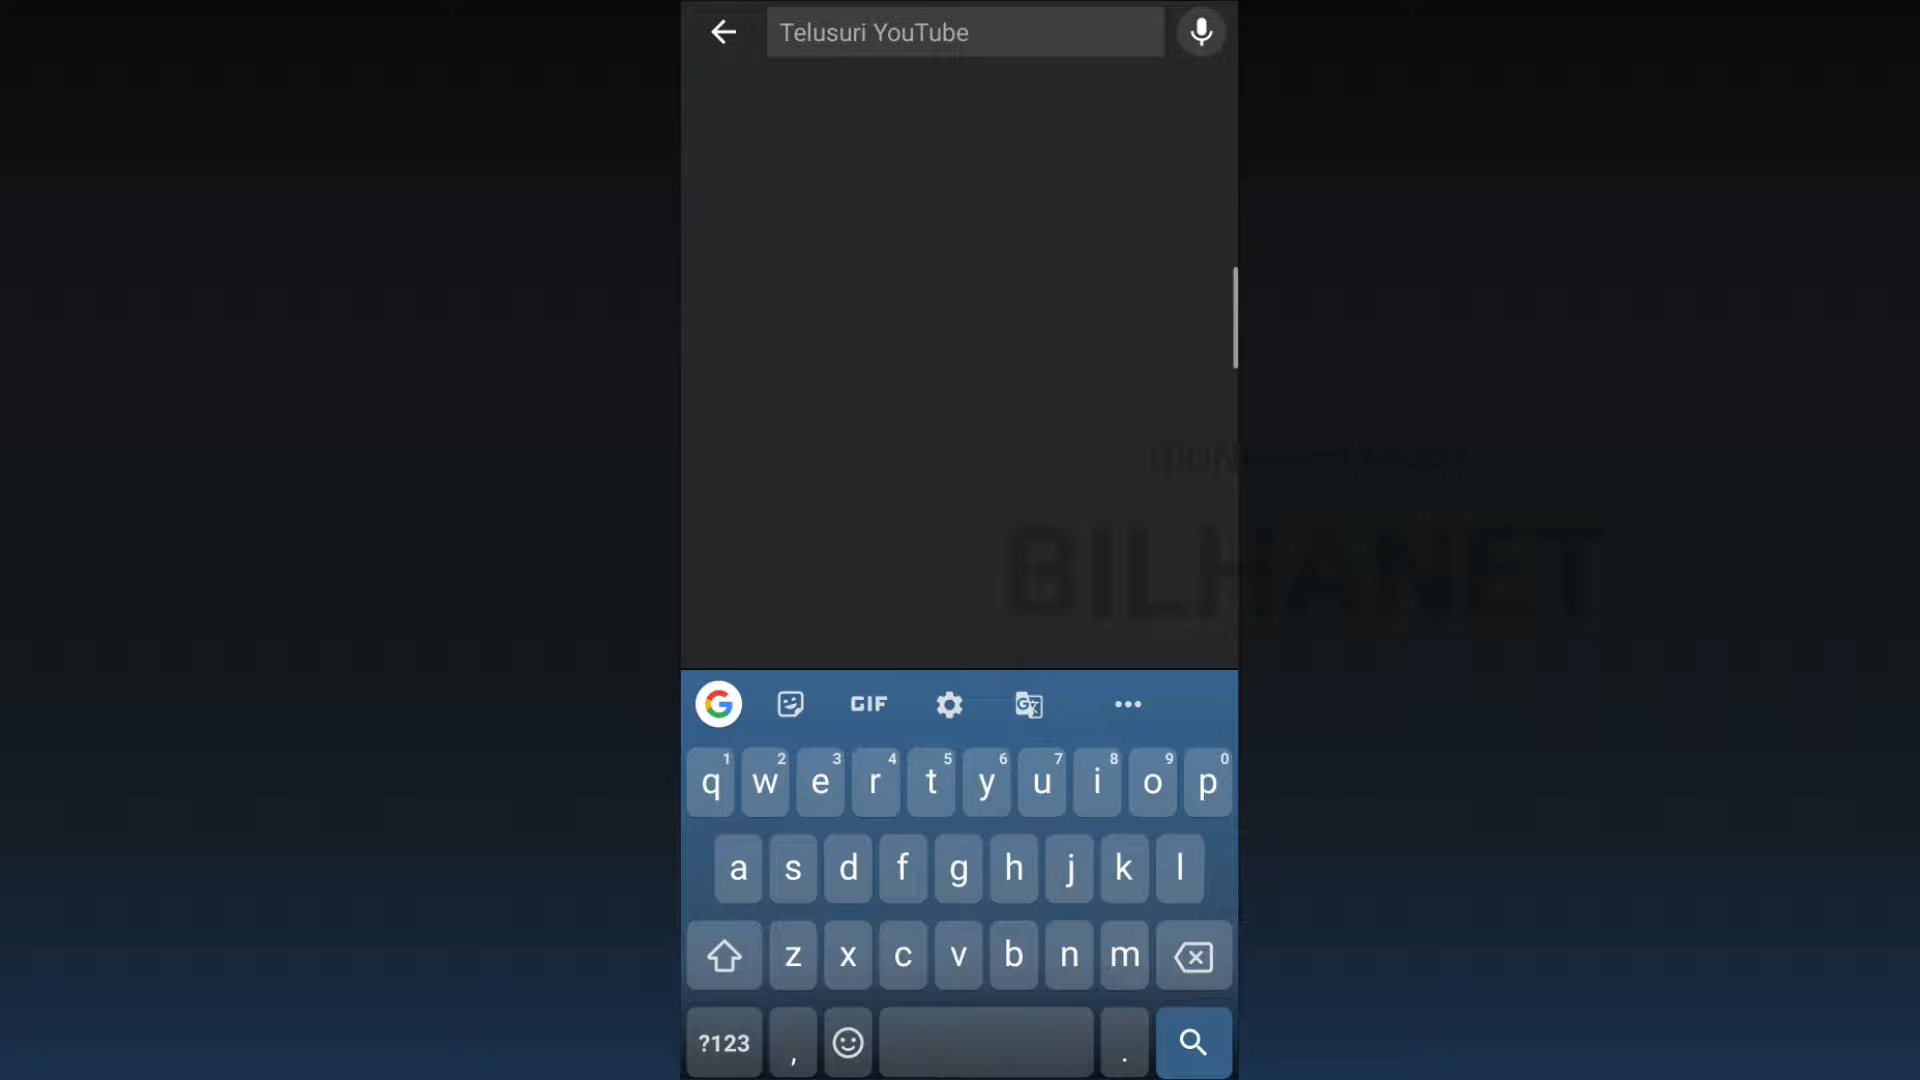 Telusuri YouTube
GIF
1 2 3 4 5 6 7 8 9 0
q w e r t y u i o p
a s d f g h j k l
z x c v b n m
?123 , .
BILHANET